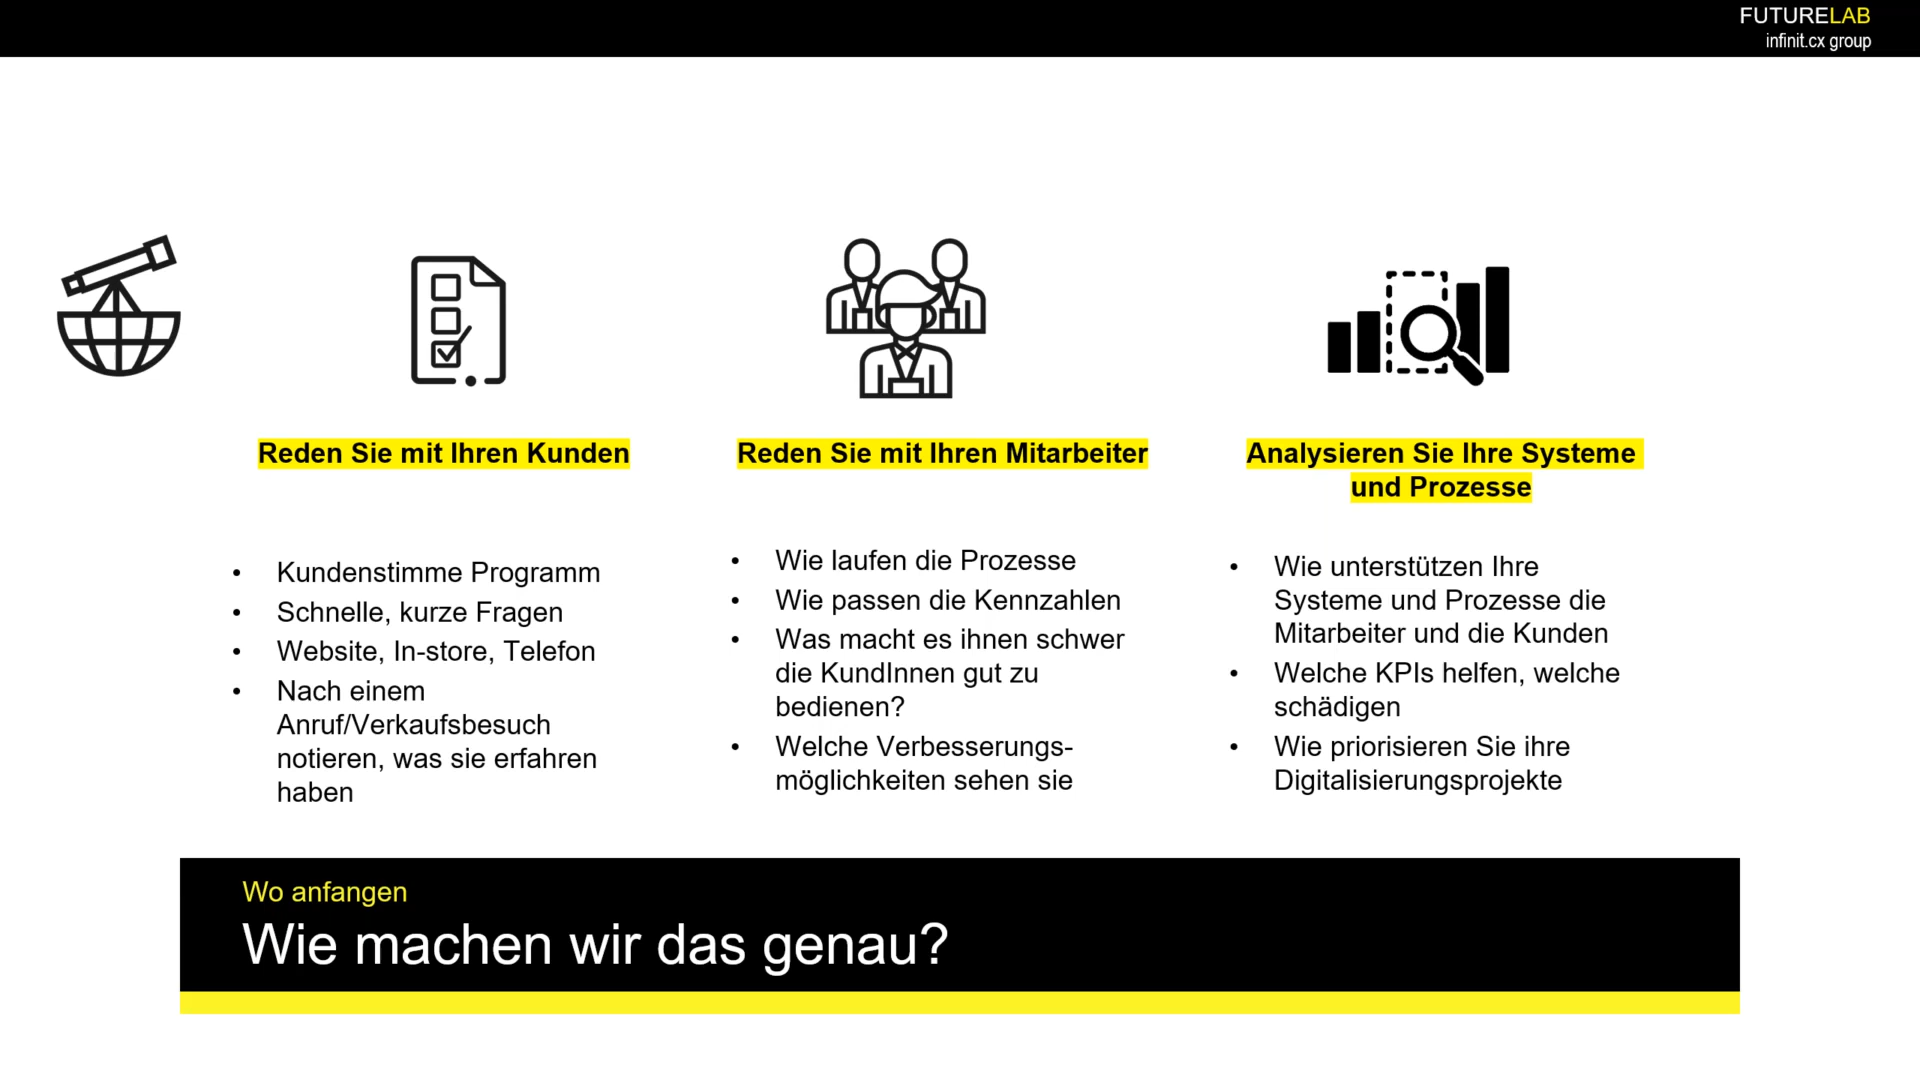 FUTURELAB
infinit.cx group
Reden Sie mit Ihren Kunden
• Kundenstimme Programm
• Schnelle, kurze Fragen
• Website, In-store, Telefon
• Nach einem
Anruf/Verkaufsbesuch
notieren, was sie erfahren
haben
Reden Sie mit Ihren Mitarbeiter
• Wie laufen die Prozesse
• Wie passen die Kennzahlen
• Was macht es ihnen schwer
die KundInnen gut zu
bedienen?
• Welche Verbesserungs-
möglichkeiten sehen sie
Analysieren Sie Ihre Systeme
und Prozesse
• Wie unterstützen Ihre
Systeme und Prozesse die
Mitarbeiter und die Kunden
• Welche KPIs helfen, welche
schädigen
• Wie priorisieren Sie ihre
Digitalisierungsprojekte
Wo anfangen
Wie machen wir das genau?